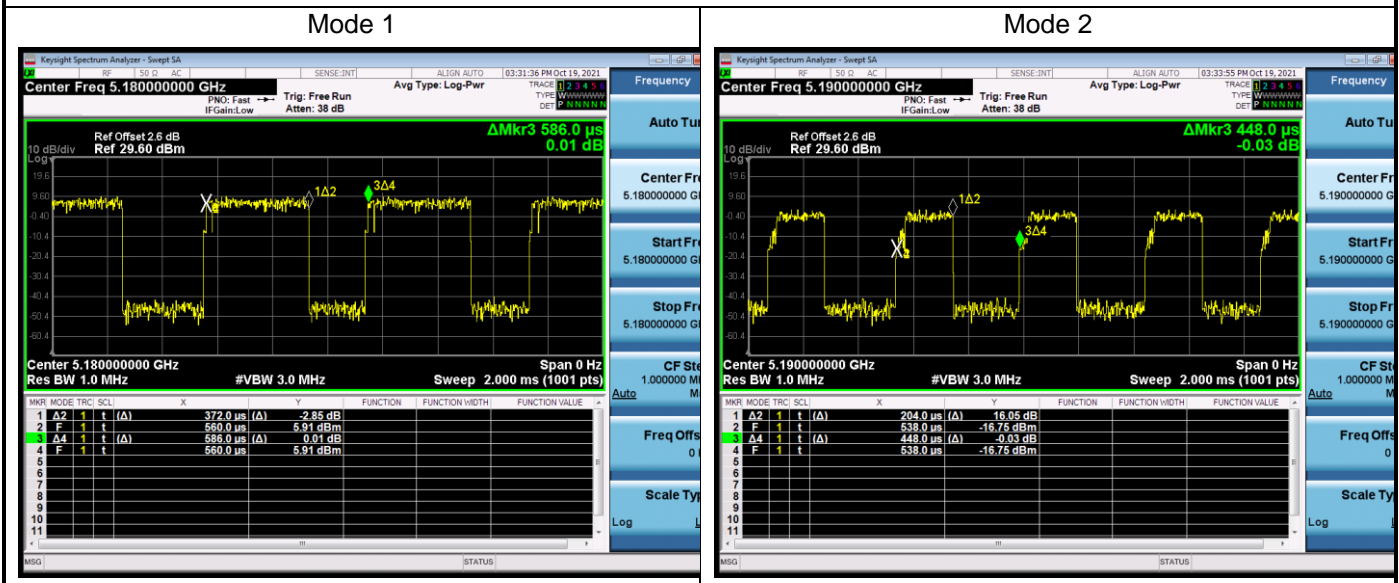 Mode 1
Keysight Spectrum Analyzer - Swept SA
RF 50 Ω AC SENSE:INT ALIGN AUTO 03:31:36 PM Oct 19, 2021
Center Freq 5.180000000 GHz
PNO: Fast Trig: Free Run Avg Type: Log-Pwr TRACE 1 2 3 4 5 6
IFGain:Low Atten: 38 dB
TYPE WWWWWW
DET P NNNNN
ΔMkr3 586.0 µs
0.01 dB
Ref Offset 2.6 dB
10 dB/div Ref 29.60 dBm
Log
19.6
9.60
-0.40
-10.4
-20.4
-30.4
-40.4
-50.4
-60.4
1Δ2
3Δ4
Center 5.180000000 GHz Span 0 Hz
Res BW 1.0 MHz #VBW 3.0 MHz Sweep 2.000 ms (1001 pts)
MKR MODE TRC SCL X Y FUNCTION FUNCTION WIDTH FUNCTION VALUE
1 Δ2 1 t (Δ) 372.0 µs (Δ) -2.85 dB
2 F 1 t 560.0 µs 5.91 dBm
3 Δ4 1 t (Δ) 586.0 µs (Δ) 0.01 dB
4 F 1 t 560.0 µs 5.91 dBm
5
6
7
8
9
10
11
MSG STATUS
Frequency
Auto Tu
Center Fre
5.180000000 G
Start Fre
5.180000000 G
Stop Fre
5.180000000 G
CF Ste
1.000000 M
Auto M
Freq Offs
0
Scale Typ
Log L
Mode 2
Keysight Spectrum Analyzer - Swept SA
RF 50 Ω AC SENSE:INT ALIGN AUTO 03:33:55 PM Oct 19, 2021
Center Freq 5.190000000 GHz
PNO: Fast Trig: Free Run Avg Type: Log-Pwr TRACE 1 2 3 4 5 6
IFGain:Low Atten: 38 dB
TYPE WWWWWW
DET P NNNNN
ΔMkr3 448.0 µs
-0.03 dB
Ref Offset 2.6 dB
10 dB/div Ref 29.60 dBm
Log
19.6
9.60
-0.40
-10.4
-20.4
-30.4
-40.4
-50.4
-60.4
1Δ2
3Δ4
Center 5.190000000 GHz Span 0 Hz
Res BW 1.0 MHz #VBW 3.0 MHz Sweep 2.000 ms (1001 pts)
MKR MODE TRC SCL X Y FUNCTION FUNCTION WIDTH FUNCTION VALUE
1 Δ2 1 t (Δ) 204.0 µs (Δ) 16.05 dB
2 F 1 t 538.0 µs -16.75 dBm
3 Δ4 1 t (Δ) 448.0 µs (Δ) -0.03 dB
4 F 1 t 538.0 µs -16.75 dBm
5
6
7
8
9
10
11
MSG STATUS
Frequency
Auto Tu
Center Fre
5.190000000 G
Start Fr
5.190000000 G
Stop Fr
5.190000000 G
CF Ste
1.000000 M
Auto M
Freq Offs
0
Scale Ty
Log L